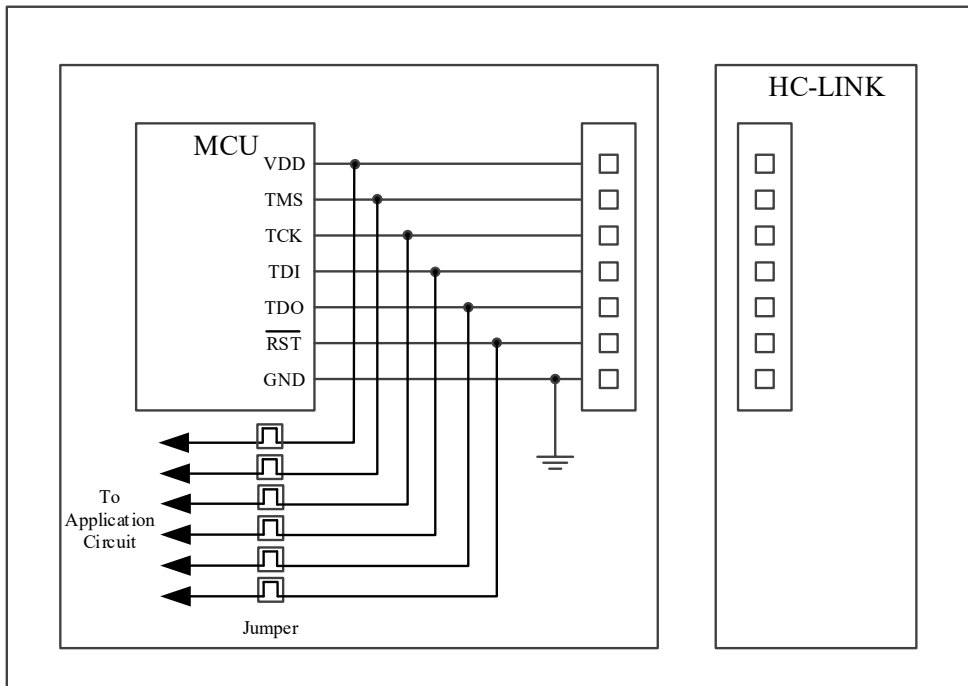 HC-LINK
MCU
VDD
TMS
TCK
TDI
TDO
RST
GND
To
Application
Circuit
Jumper